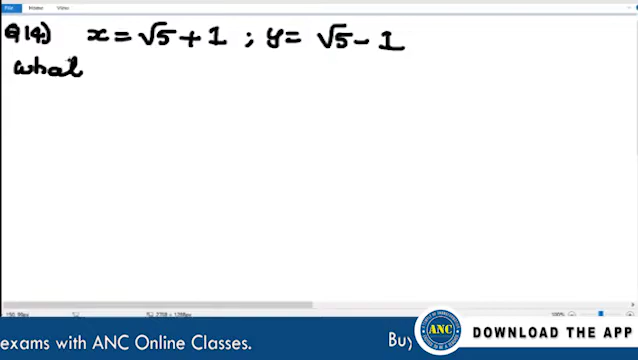 File Home View
Q14.) x = √5 + 1 ; y = √5 - 1
what
100%
exams with ANC Online Classes. Buy ANC DOWNLOAD THE APP